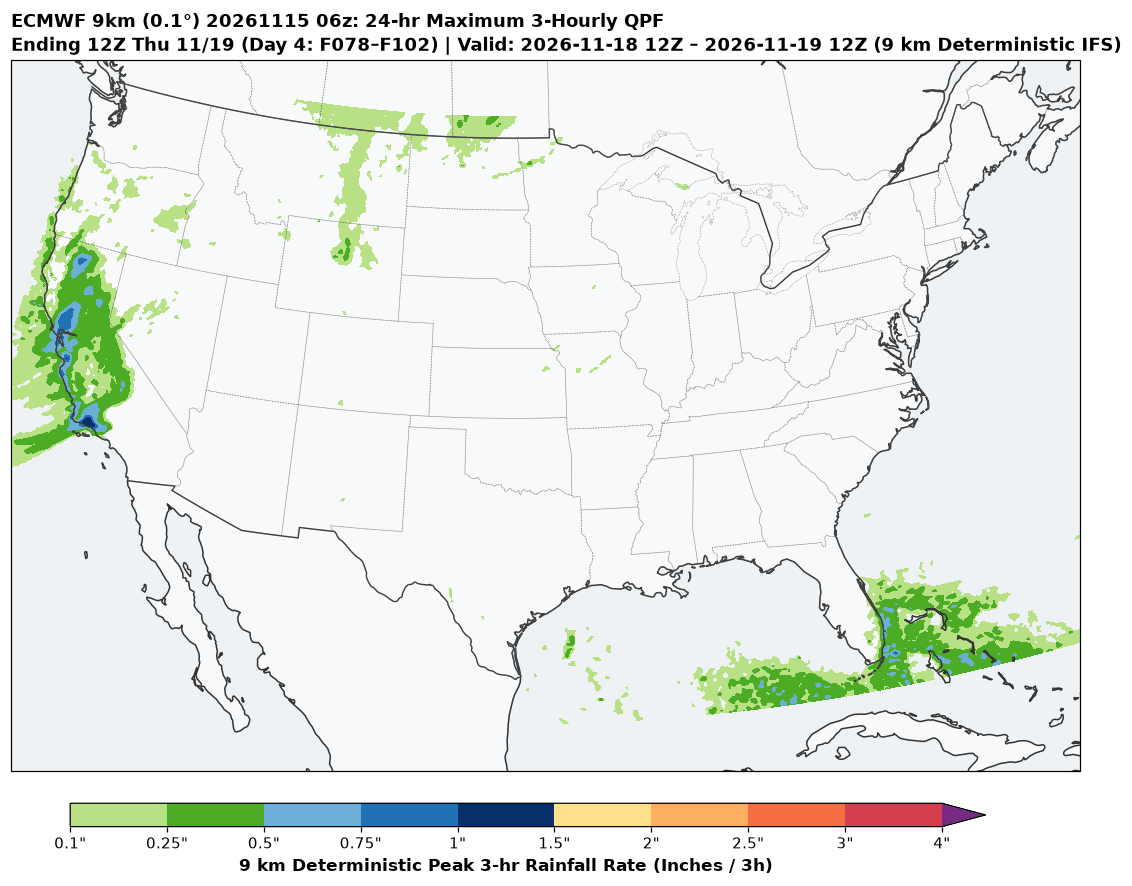 ECMWF 9km (0.1°) 20261115 06z: 24-hr Maximum 3-Hourly QPF
Ending 12Z Thu 11/19 (Day 4: F078–F102) | Valid: 2026-11-18 12Z – 2026-11-19 12Z (9 km Deterministic IFS)
0.1" 0.25" 0.5" 0.75" 1" 1.5" 2" 2.5" 3" 4"
9 km Deterministic Peak 3-hr Rainfall Rate (Inches / 3h)